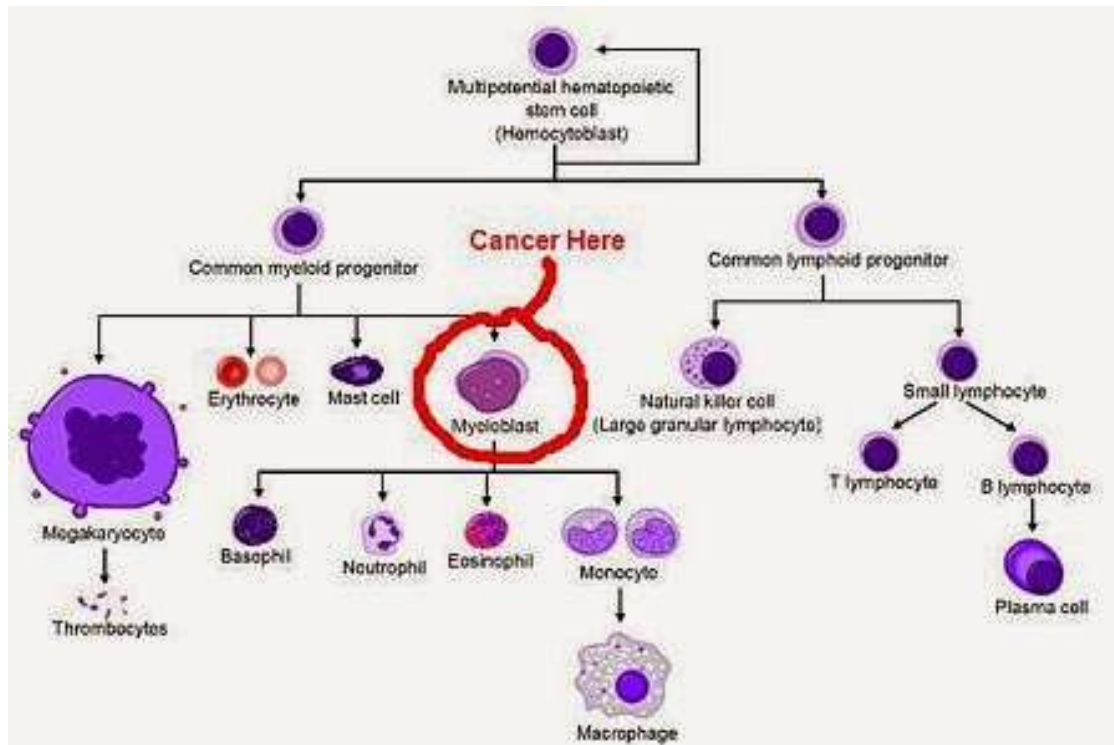 Multipotential hematopoietic
stem cell
(Hemocytoblast)
Cancer Here
Common myeloid progenitor
Common lymphoid progenitor
Erythrocyte
Mast cell
Myeloblast
Natural killer cell
(Large granular lymphocyte)
Small lymphocyte
T lymphocyte
B lymphocyte
Megakaryocyte
Basophil
Neutrophil
Eosinophil
Monocyte
Thrombocytes
Plasma cell
Macrophage